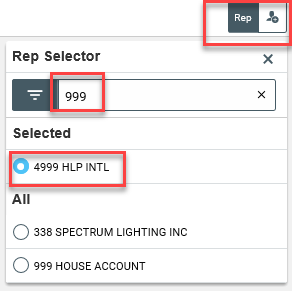 Rep
Rep Selector
999
Selected
4999 HLP INTL
All
338 SPECTRUM LIGHTING INC
999 HOUSE ACCOUNT